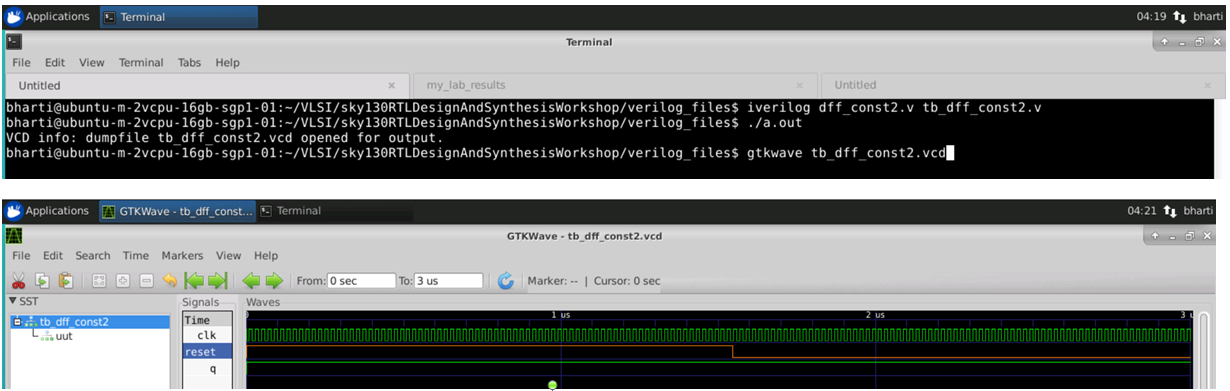 Applications Terminal 04:19 bharti
Terminal
File Edit View Terminal Tabs Help
Untitled × my_lab_results × Untitled ×
bharti@ubuntu-m-2vcpu-16gb-sgp1-01:~/VLSI/sky130RTLDesignAndSynthesisWorkshop/verilog_files$ iverilog dff_const2.v tb_dff_const2.v
bharti@ubuntu-m-2vcpu-16gb-sgp1-01:~/VLSI/sky130RTLDesignAndSynthesisWorkshop/verilog_files$ ./a.out
VCD info: dumpfile tb_dff_const2.vcd opened for output.
bharti@ubuntu-m-2vcpu-16gb-sgp1-01:~/VLSI/sky130RTLDesignAndSynthesisWorkshop/verilog_files$ gtkwave tb_dff_const2.vcd
Applications GTKWave - tb_dff_const... Terminal 04:21 bharti
GTKWave - tb_dff_const2.vcd
File Edit Search Time Markers View Help
From: 0 sec To: 3 us Marker: -- | Cursor: 0 sec
SST Signals Waves
tb_dff_const2 Time 1 us 2 us 3
uut clk
reset
q